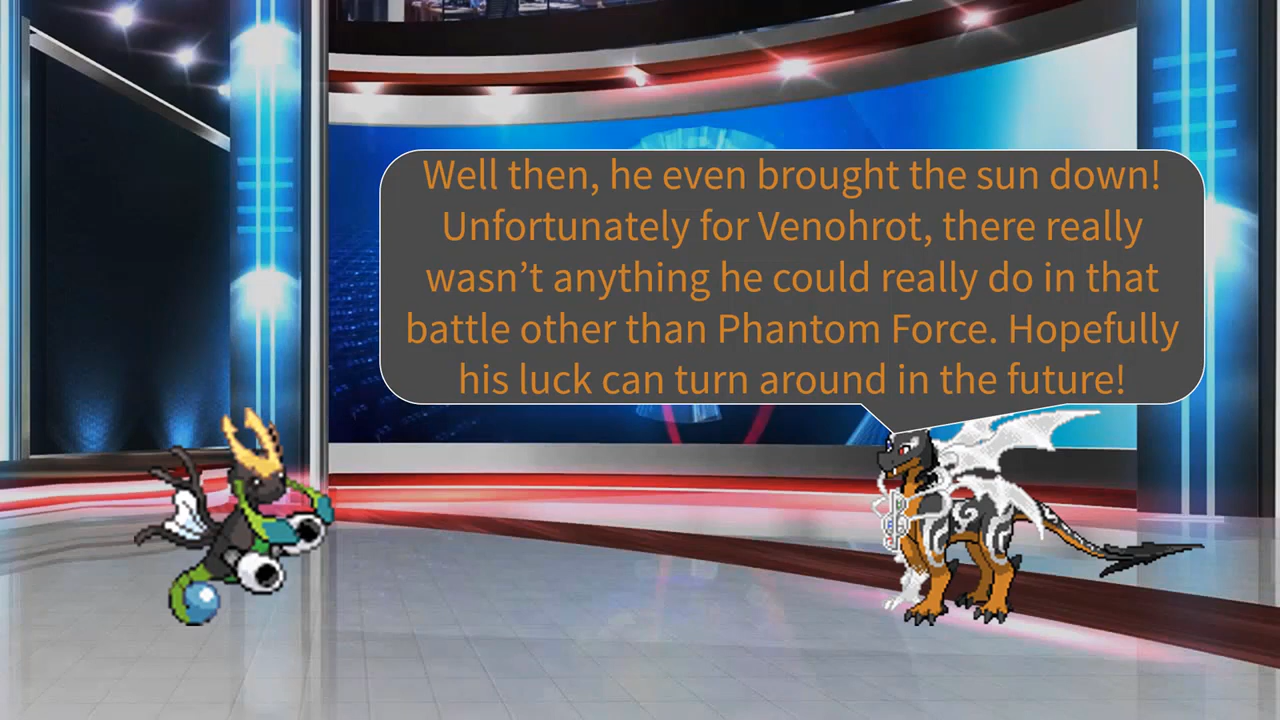 Well then, he even brought the sun down!
Unfortunately for Venohrot, there really
wasn’t anything he could really do in that
battle other than Phantom Force. Hopefully
his luck can turn around in the future!